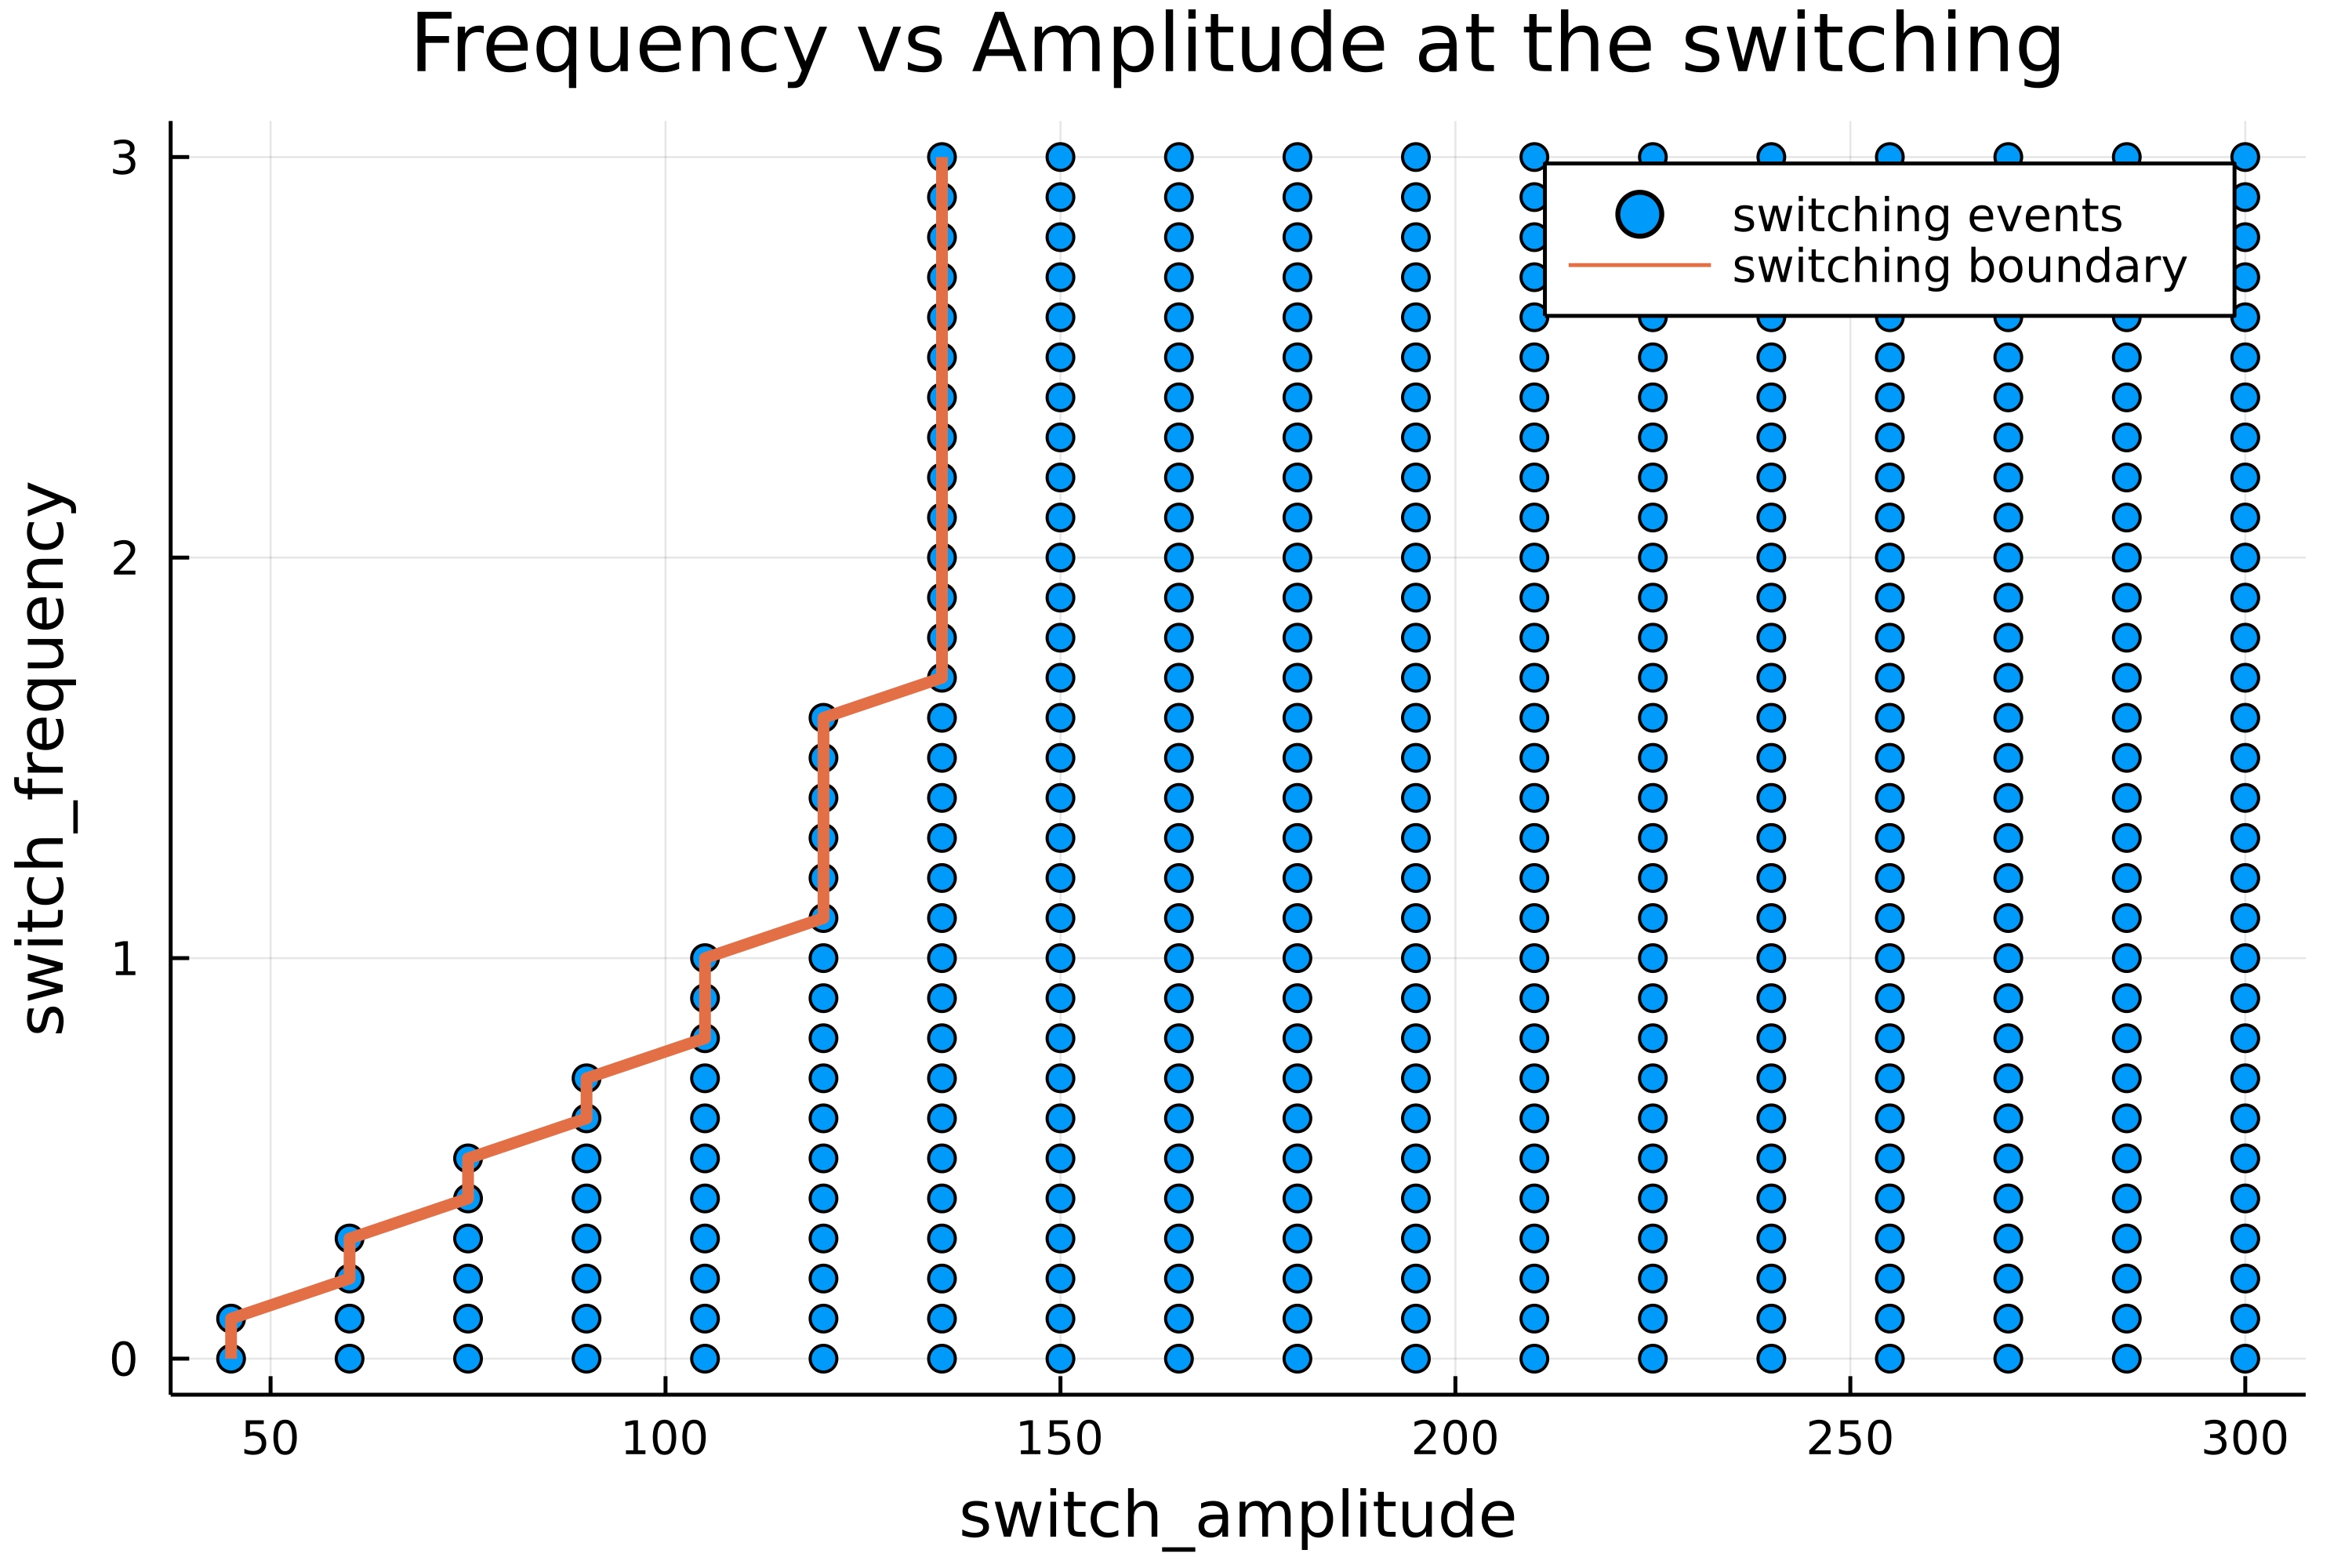 Frequency vs Amplitude at the switching
switching events
switching boundary
switch_frequency
3
2
1
0
50 100 150 200 250 300
switch_amplitude